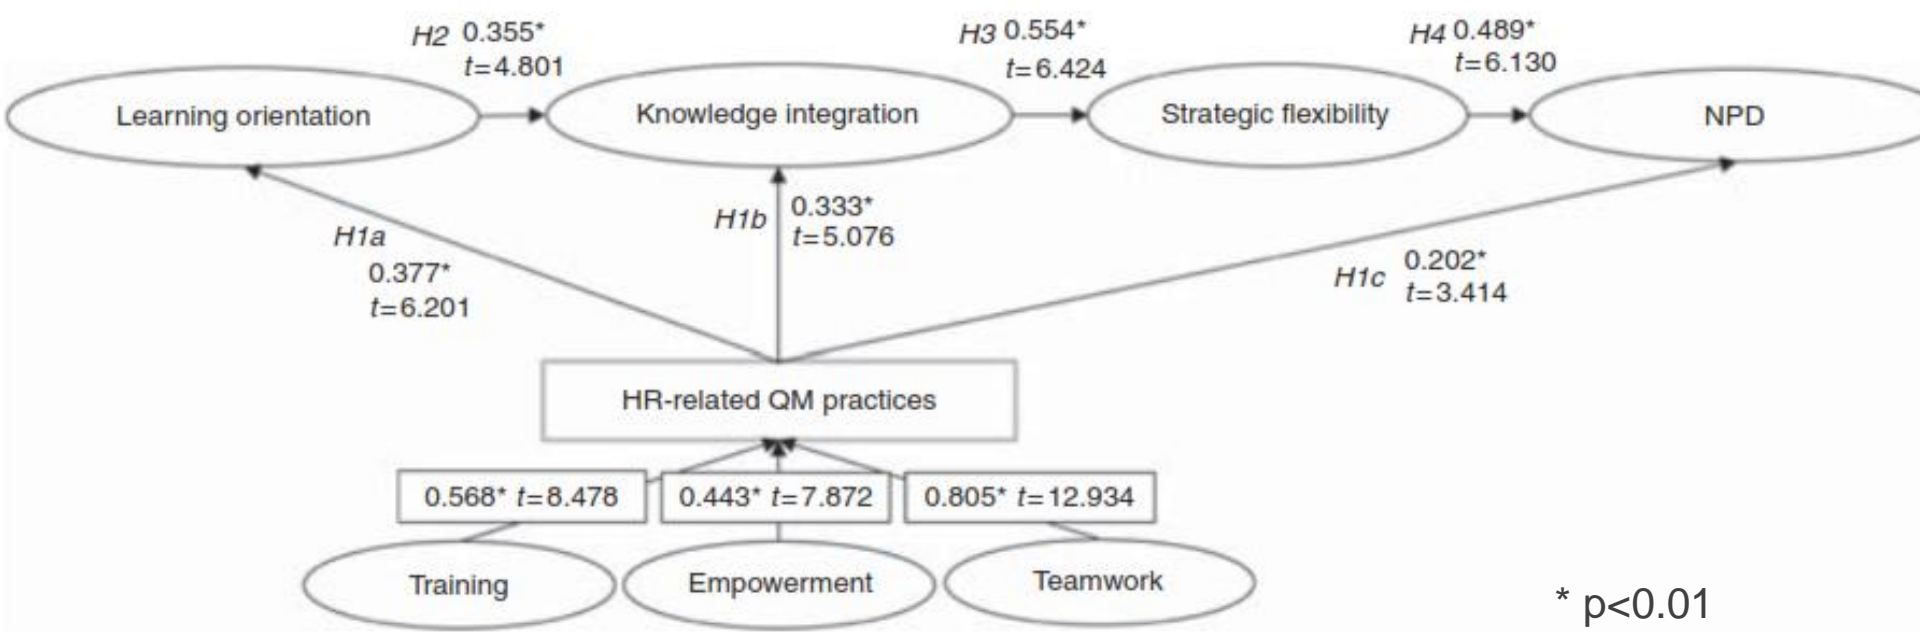 H2 0.355*
t=4.801
H3 0.554*
t=6.424
H4 0.489*
t=6.130
Learning orientation
Knowledge integration
Strategic flexibility
NPD
H1a
0.377*
t=6.201
H1b
0.333*
t=5.076
H1c
0.202*
t=3.414
HR-related QM practices
0.568* t=8.478
0.443* t=7.872
0.805* t=12.934
Training
Empowerment
Teamwork
* p<0.01